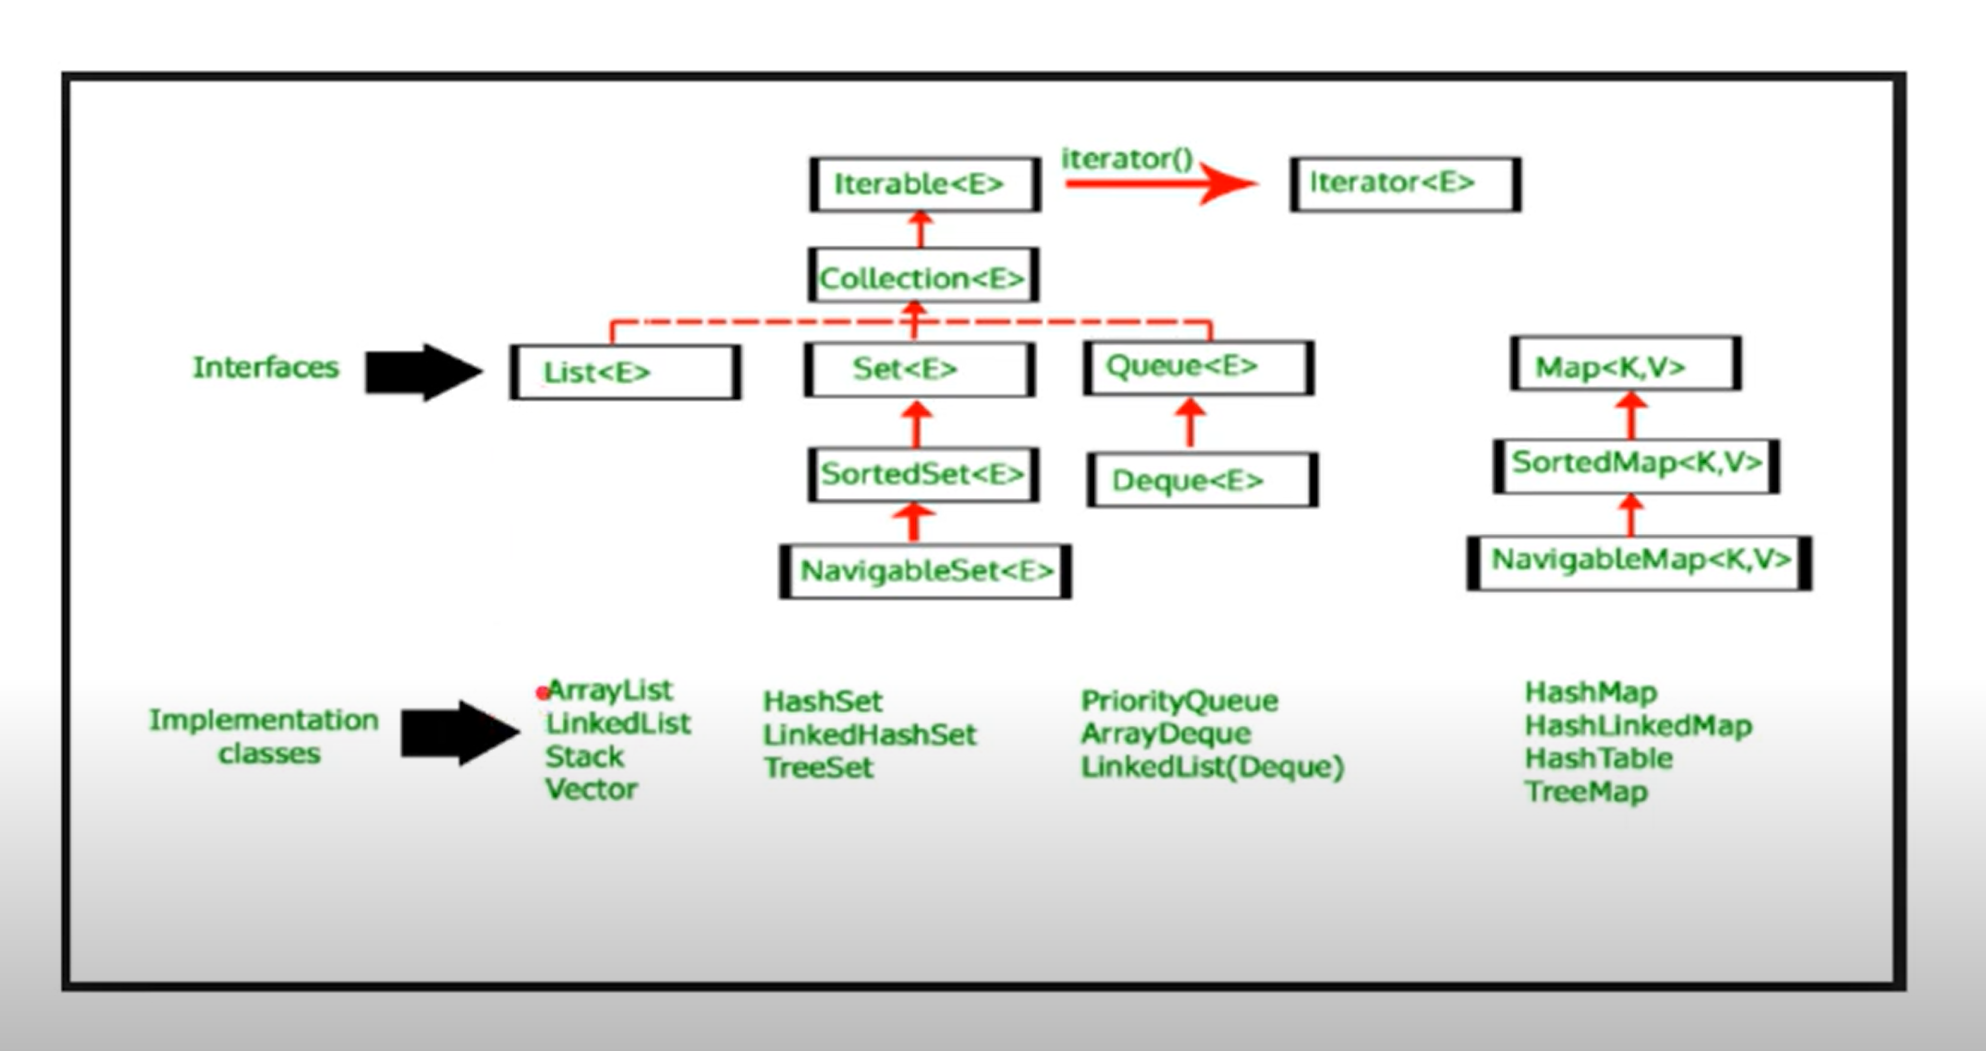 Iterable<E>
iterator()
Iterator<E>
Collection<E>
Interfaces
List<E>
Set<E>
Queue<E>
Map<K,V>
SortedSet<E>
Deque<E>
SortedMap<K,V>
NavigableSet<E>
NavigableMap<K,V>
Implementation
classes
ArrayList
LinkedList
Stack
Vector
HashSet
LinkedHashSet
TreeSet
PriorityQueue
ArrayDeque
LinkedList(Deque)
HashMap
HashLinkedMap
HashTable
TreeMap